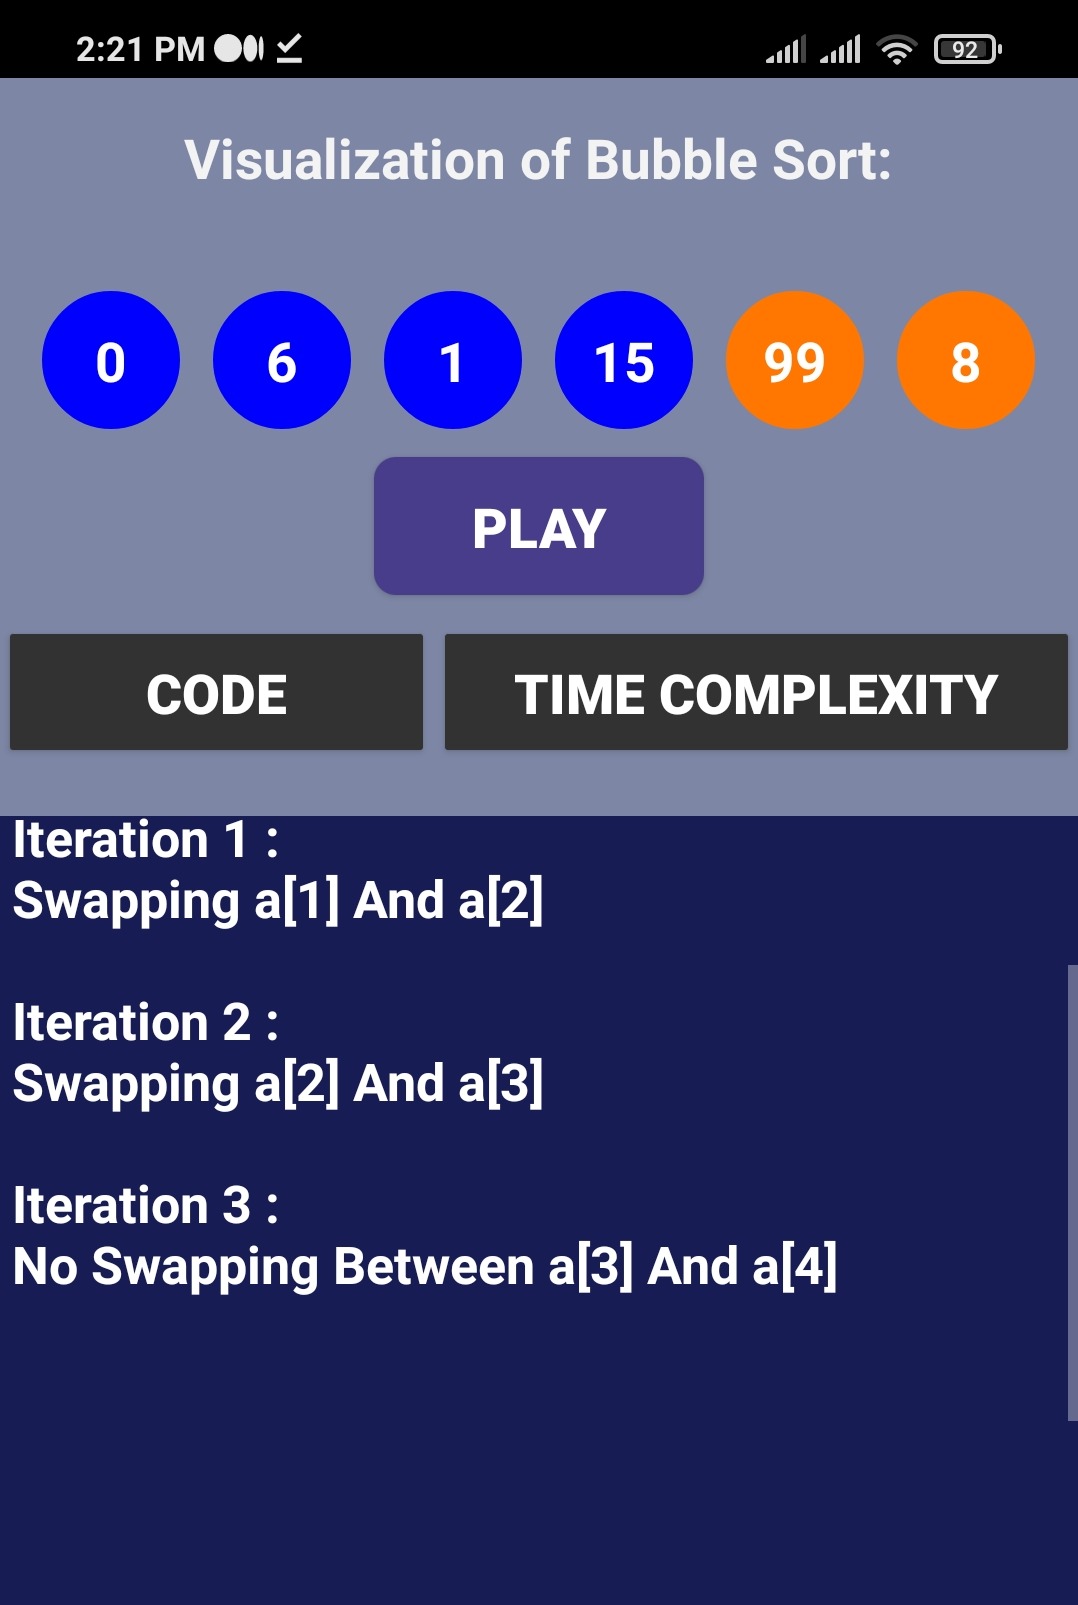 2:21 PM
92
Visualization of Bubble Sort:
0 6 1 15 99 8
PLAY
CODE TIME COMPLEXITY
Iteration 1 :
Swapping a[1] And a[2]
Iteration 2 :
Swapping a[2] And a[3]
Iteration 3 :
No Swapping Between a[3] And a[4]